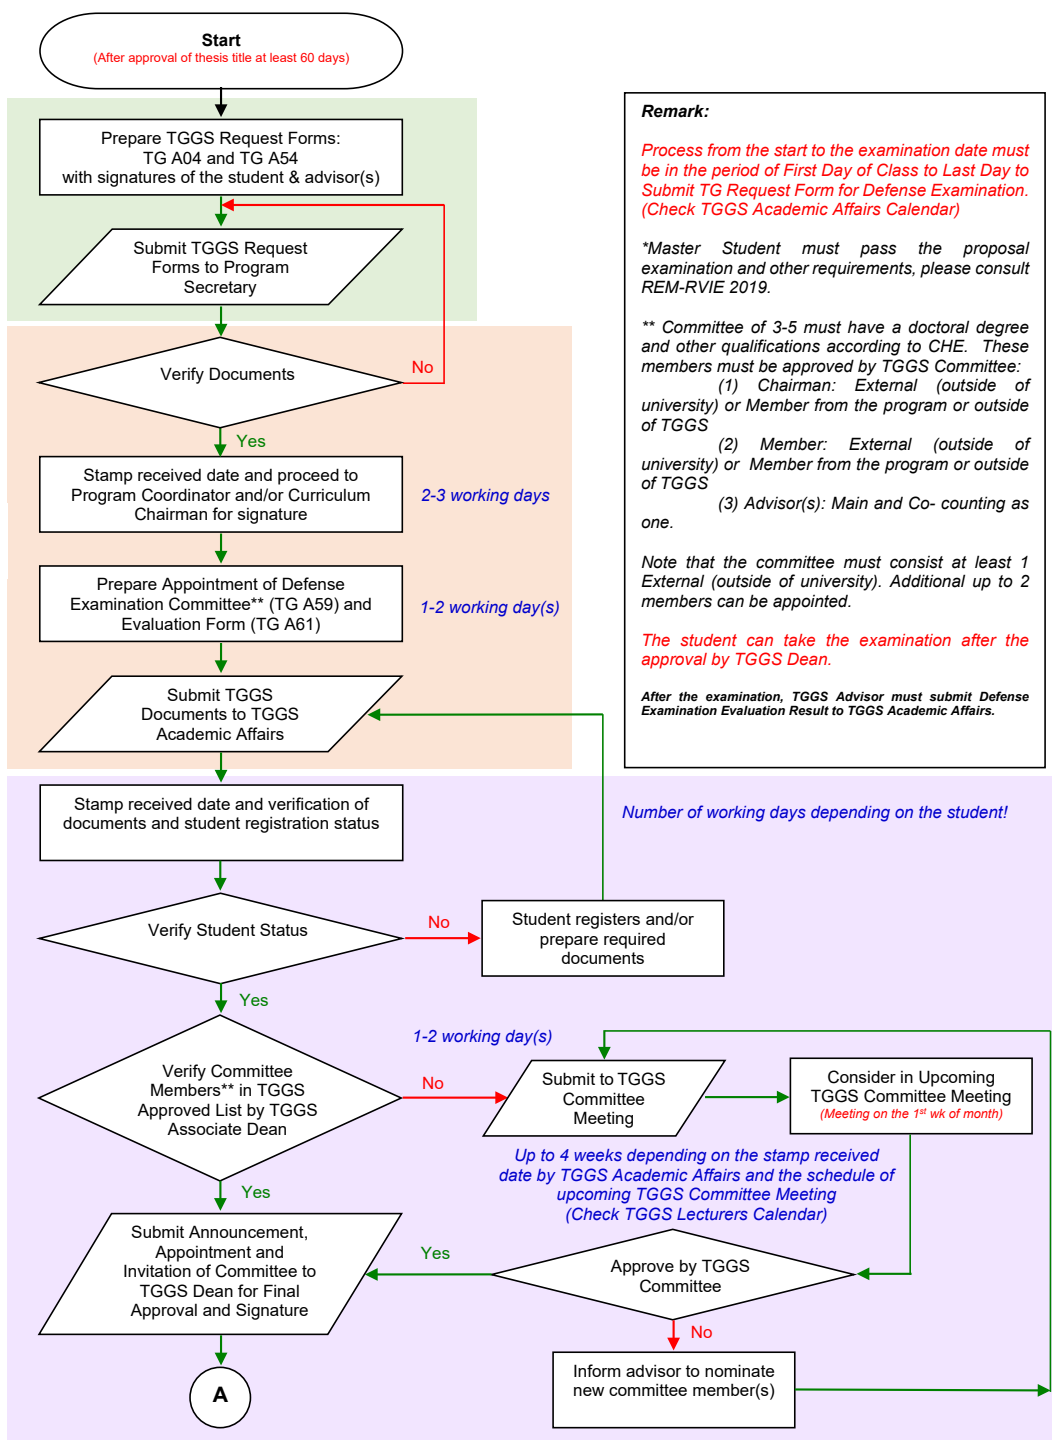 Start
(After approval of thesis title at least 60 days)
Prepare TGGS Request Forms:
TG A04 and TG A54
with signatures of the student & advisor(s)
Submit TGGS Request
Forms to Program
Secretary
Verify Documents
No
Yes
Stamp received date and proceed to
Program Coordinator and/or Curriculum
Chairman for signature
2-3 working days
Prepare Appointment of Defense
Examination Committee** (TG A59) and
Evaluation Form (TG A61)
1-2 working day(s)
Submit TGGS
Documents to TGGS
Academic Affairs
Remark:
Process from the start to the examination date must
be in the period of First Day of Class to Last Day to
Submit TG Request Form for Defense Examination.
(Check TGGS Academic Affairs Calendar)
*Master Student must pass the proposal
examination and other requirements, please consult
REM-RVIE 2019.
** Committee of 3-5 must have a doctoral degree
and other qualifications according to CHE. These
members must be approved by TGGS Committee:
(1) Chairman: External (outside of
university) or Member from the program or outside
of TGGS
(2) Member: External (outside of
university) or Member from the program or outside
of TGGS
(3) Advisor(s): Main and Co- counting as
one.
Note that the committee must consist at least 1
External (outside of university). Additional up to 2
members can be appointed.
The student can take the examination after the
approval by TGGS Dean.
After the examination, TGGS Advisor must submit Defense
Examination Evaluation Result to TGGS Academic Affairs.
Stamp received date and verification of
documents and student registration status
Number of working days depending on the student!
Verify Student Status
No
Student registers and/or
prepare required
documents
Yes
1-2 working day(s)
Verify Committee
Members** in TGGS
Approved List by TGGS
Associate Dean
No
Submit to TGGS
Committee
Meeting
Consider in Upcoming
TGGS Committee Meeting
(Meeting on the 1st wk of month)
Up to 4 weeks depending on the stamp received
date by TGGS Academic Affairs and the schedule of
upcoming TGGS Committee Meeting
(Check TGGS Lecturers Calendar)
Yes
Submit Announcement,
Appointment and
Invitation of Committee to
TGGS Dean for Final
Approval and Signature
Yes
Approve by TGGS
Committee
No
Inform advisor to nominate
new committee member(s)
A